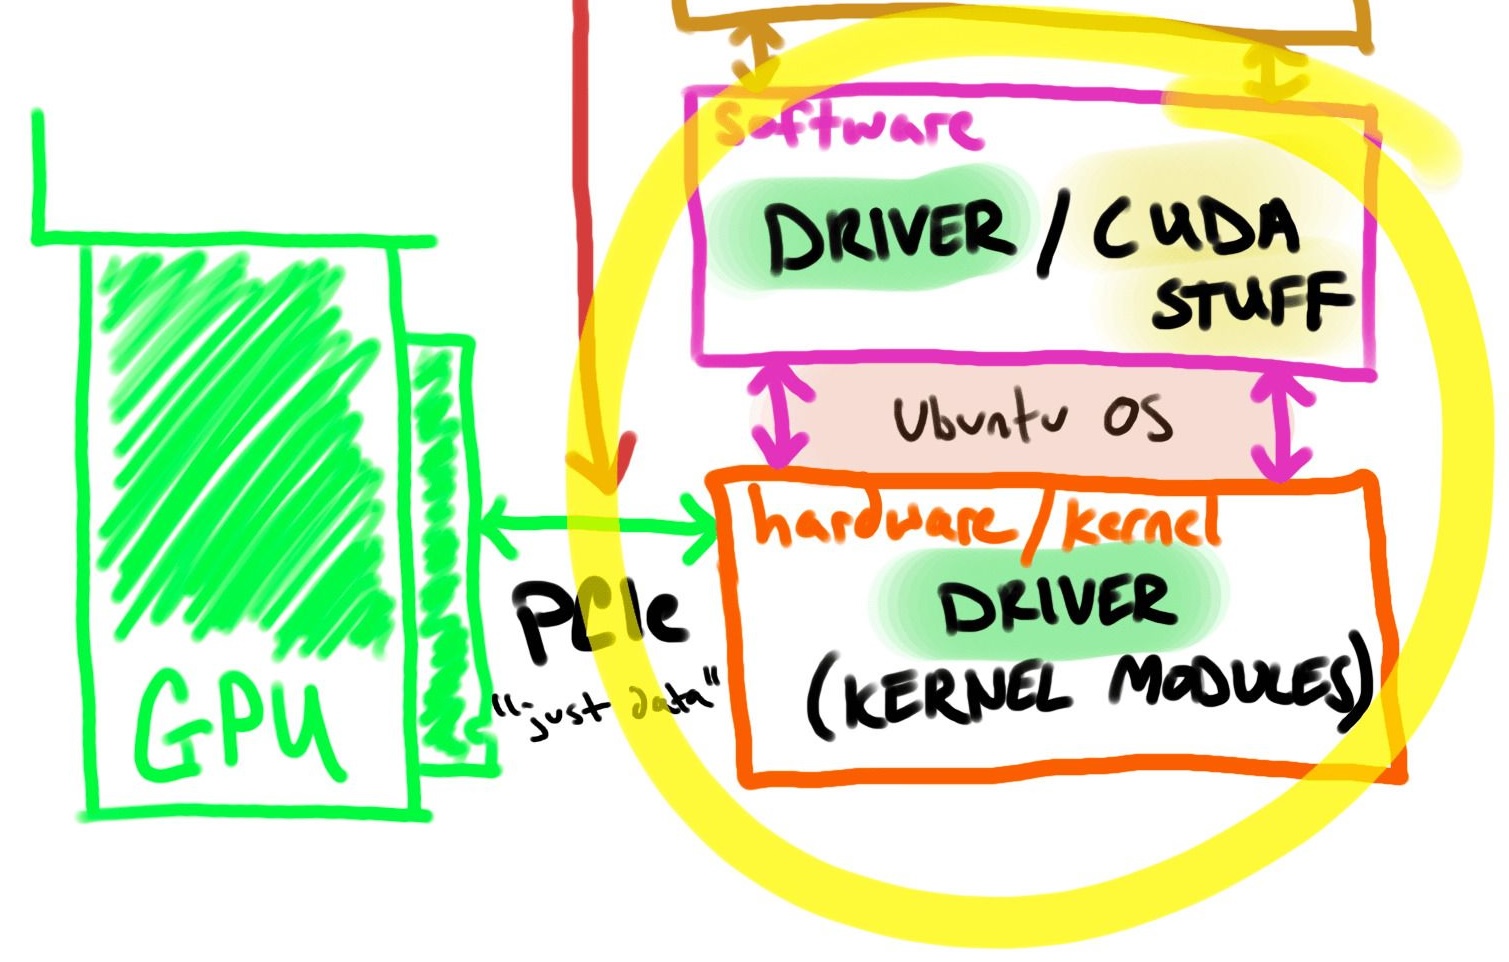 Software
DRIVER / CUDA
STUFF
Ubuntu OS
hardware/kernel
DRIVER
(KERNEL MODULES)
PCIe
"just data"
GPU